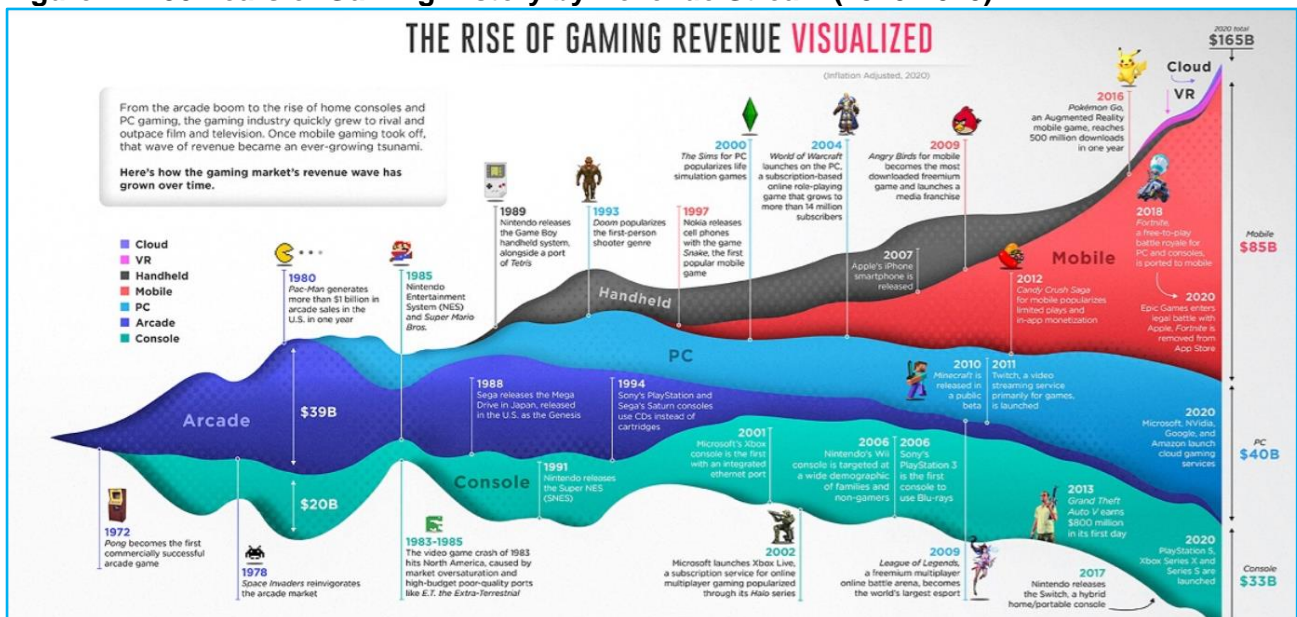 THE RISE OF GAMING REVENUE VISUALIZED
(Inflation Adjusted, 2020)
2020 total
$165B
From the arcade boom to the rise of home consoles and
PC gaming, the gaming industry quickly grew to rival and
outpace film and television. Once mobile gaming took off,
that wave of revenue became an ever-growing tsunami.
Here's how the gaming market's revenue wave has
grown over time.
Cloud
VR
Handheld
Mobile
PC
Arcade
Console
1980
Pac-Man generates
more than $1 billion in
arcade sales in the
U.S. in one year
1985
Nintendo
Entertainment
System (NES)
and Super Mario
Bros.
1989
Nintendo releases
the Game Boy
handheld system,
alongside a port
of Tetris
1993
Doom popularizes
the first-person
shooter genre
1997
Nokia releases
cell phones
with the game
Snake, the first
popular mobile
game
2000
The Sims for PC
popularizes life
simulation games
2004
World of Warcraft
launches on the PC,
a subscription-based
online role-playing
game that grows to
more than 14 million
subscribers
2009
Angry Birds for mobile
becomes the most
downloaded freemium
game and launches a
media franchise
2016
Pokémon Go,
an Augmented Reality
mobile game, reaches
500 million downloads
in one year
Cloud
VR
2007
Apple's iPhone
smartphone is
released
2012
Candy Crush Saga
for mobile popularizes
limited plays and
in-app monetization
Mobile
2018
Fortnite,
a free-to-play
battle royale for
PC and consoles,
is ported to mobile
2020
Epic Games enters
legal battle with
Apple, Fortnite is
removed from
App Store
Mobile
$85B
Handheld
PC
Arcade
$39B
1988
Sega releases the Mega
Drive in Japan, released
in the U.S. as the Genesis
1994
Sony's PlayStation and
Sega's Saturn consoles
use CDs instead of
cartridges
2010
Minecraft is
released in
a public
beta
2011
Twitch, a video
streaming service
primarily for games,
is launched
2020
Microsoft, NVidia,
Google, and
Amazon launch
cloud gaming
services
PC
$40B
$20B
Console
1991
Nintendo releases
the Super NES
(SNES)
2001
Microsoft's Xbox
console is the first
with an integrated
ethernet port
2006
Nintendo's Wii
console is targeted at
a wide demographic
of families and
non-gamers
2006
Sony's
PlayStation 3
is the first
console to
use Blu-rays
2013
Grand Theft
Auto V earns
$800 million
in its first day
2020
PlayStation 5,
Xbox Series X and
Series S are
launched
Console
$33B
1972
Pong becomes the first
commercially successful
arcade game
1978
Space Invaders reinvigorates
the arcade market
1983-1985
The video game crash of 1983
hits North America, caused by
market oversaturation and
high-budget poor-quality ports
like E.T. the Extra-Terrestrial
2002
Microsoft launches Xbox Live,
a subscription service for online
multiplayer gaming popularized
through its Halo series
2009
League of Legends,
a freemium multiplayer
online battle arena, becomes
the world's largest esport
2017
Nintendo releases
the Switch, a hybrid
home/portable console